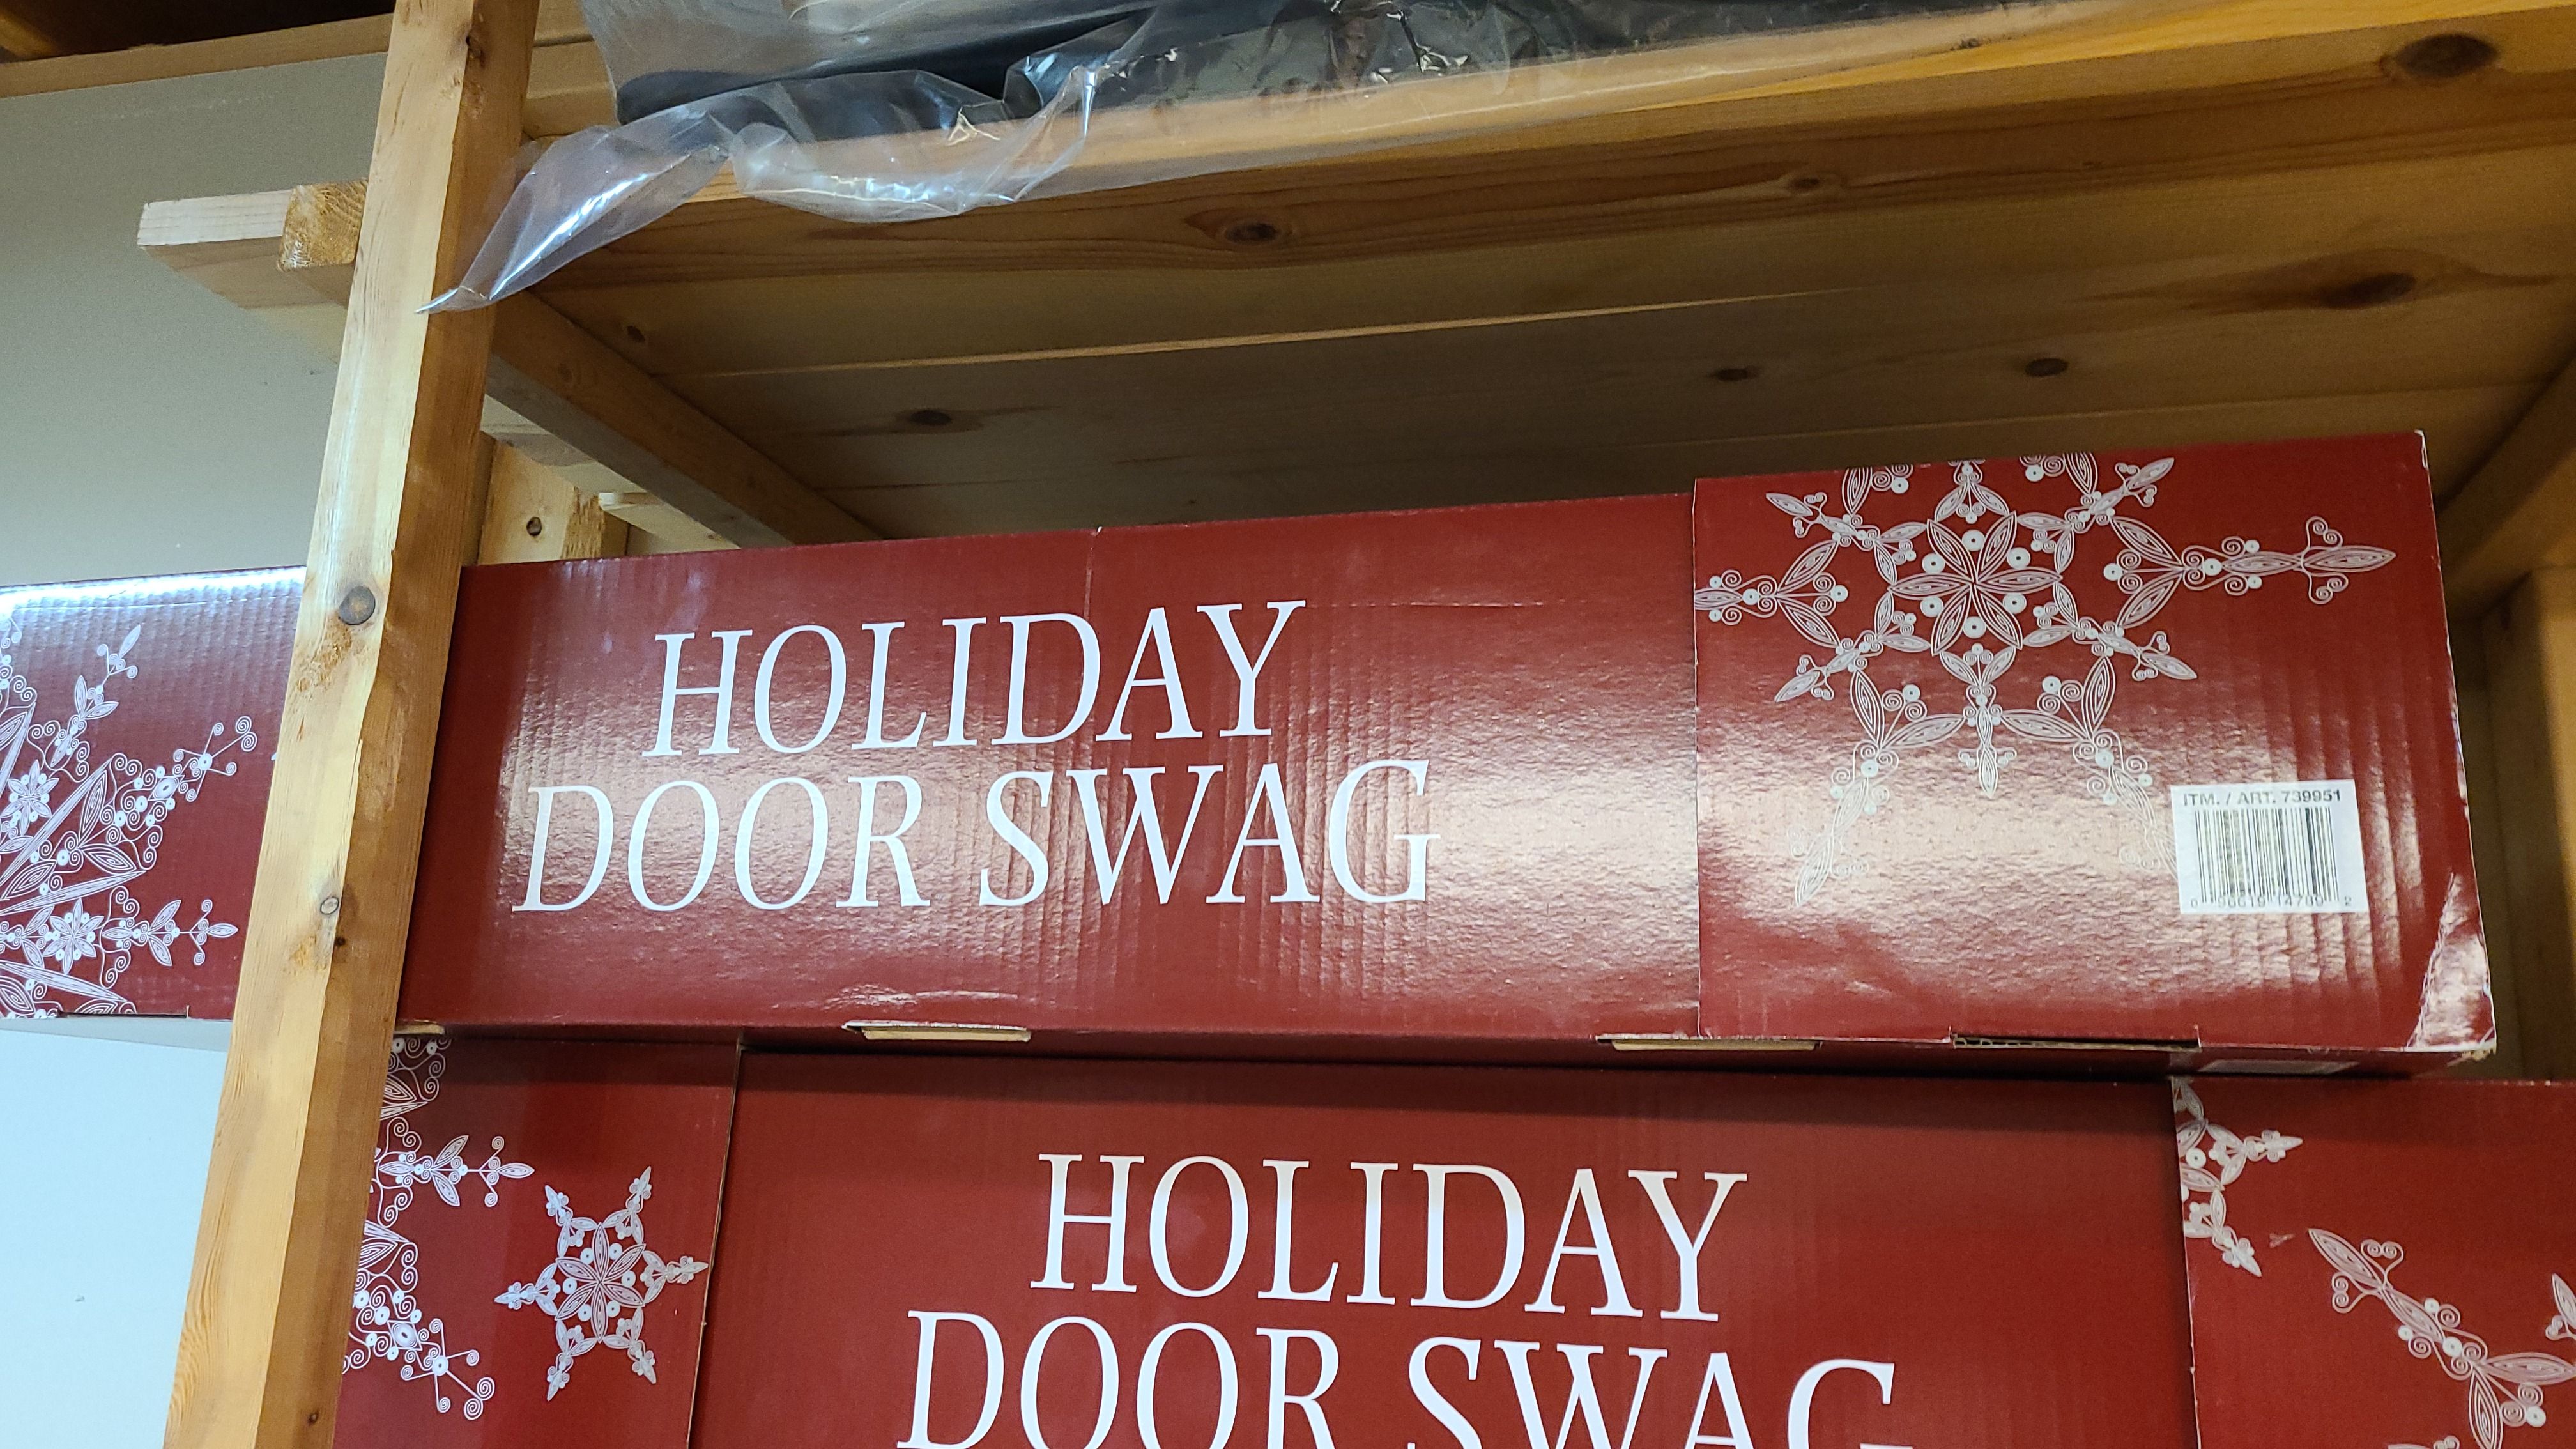 HOLIDAY
DOOR SWAG
ITM. / ART. 739951
HOLIDAY
DOOR SWAG